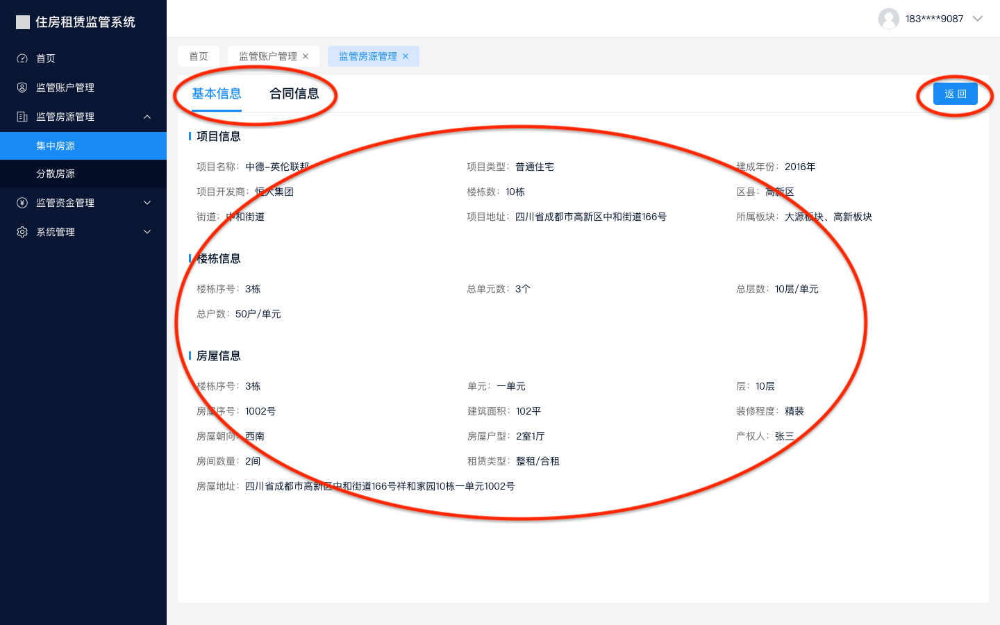 住房租赁监管系统
183****9087
首页
监管账户管理
监管房源管理
集中房源
分散房源
监管资金管理
系统管理
首页
监管账户管理 ×
监管房源管理 ×
基本信息 合同信息
返 回
项目信息
项目名称：中德-英伦联邦 项目类型：普通住宅 建成年份：2016年
项目开发商：恒大集团 楼栋数：10栋 区县：高新区
街道：中和街道 项目地址：四川省成都市高新区中和街道166号 所属板块：大源板块、高新板块
楼栋信息
楼栋序号：3栋 总单元数：3个 总层数：10层/单元
总户数：50户/单元
房屋信息
楼栋序号：3栋 单元：一单元 层：10层
房屋序号：1002号 建筑面积：102平 装修程度：精装
房屋朝向：西南 房屋户型：2室1厅 产权人：张三
房间数量：2间 租赁类型：整租/合租
房屋地址：四川省成都市高新区中和街道166号祥和家园10栋一单元1002号